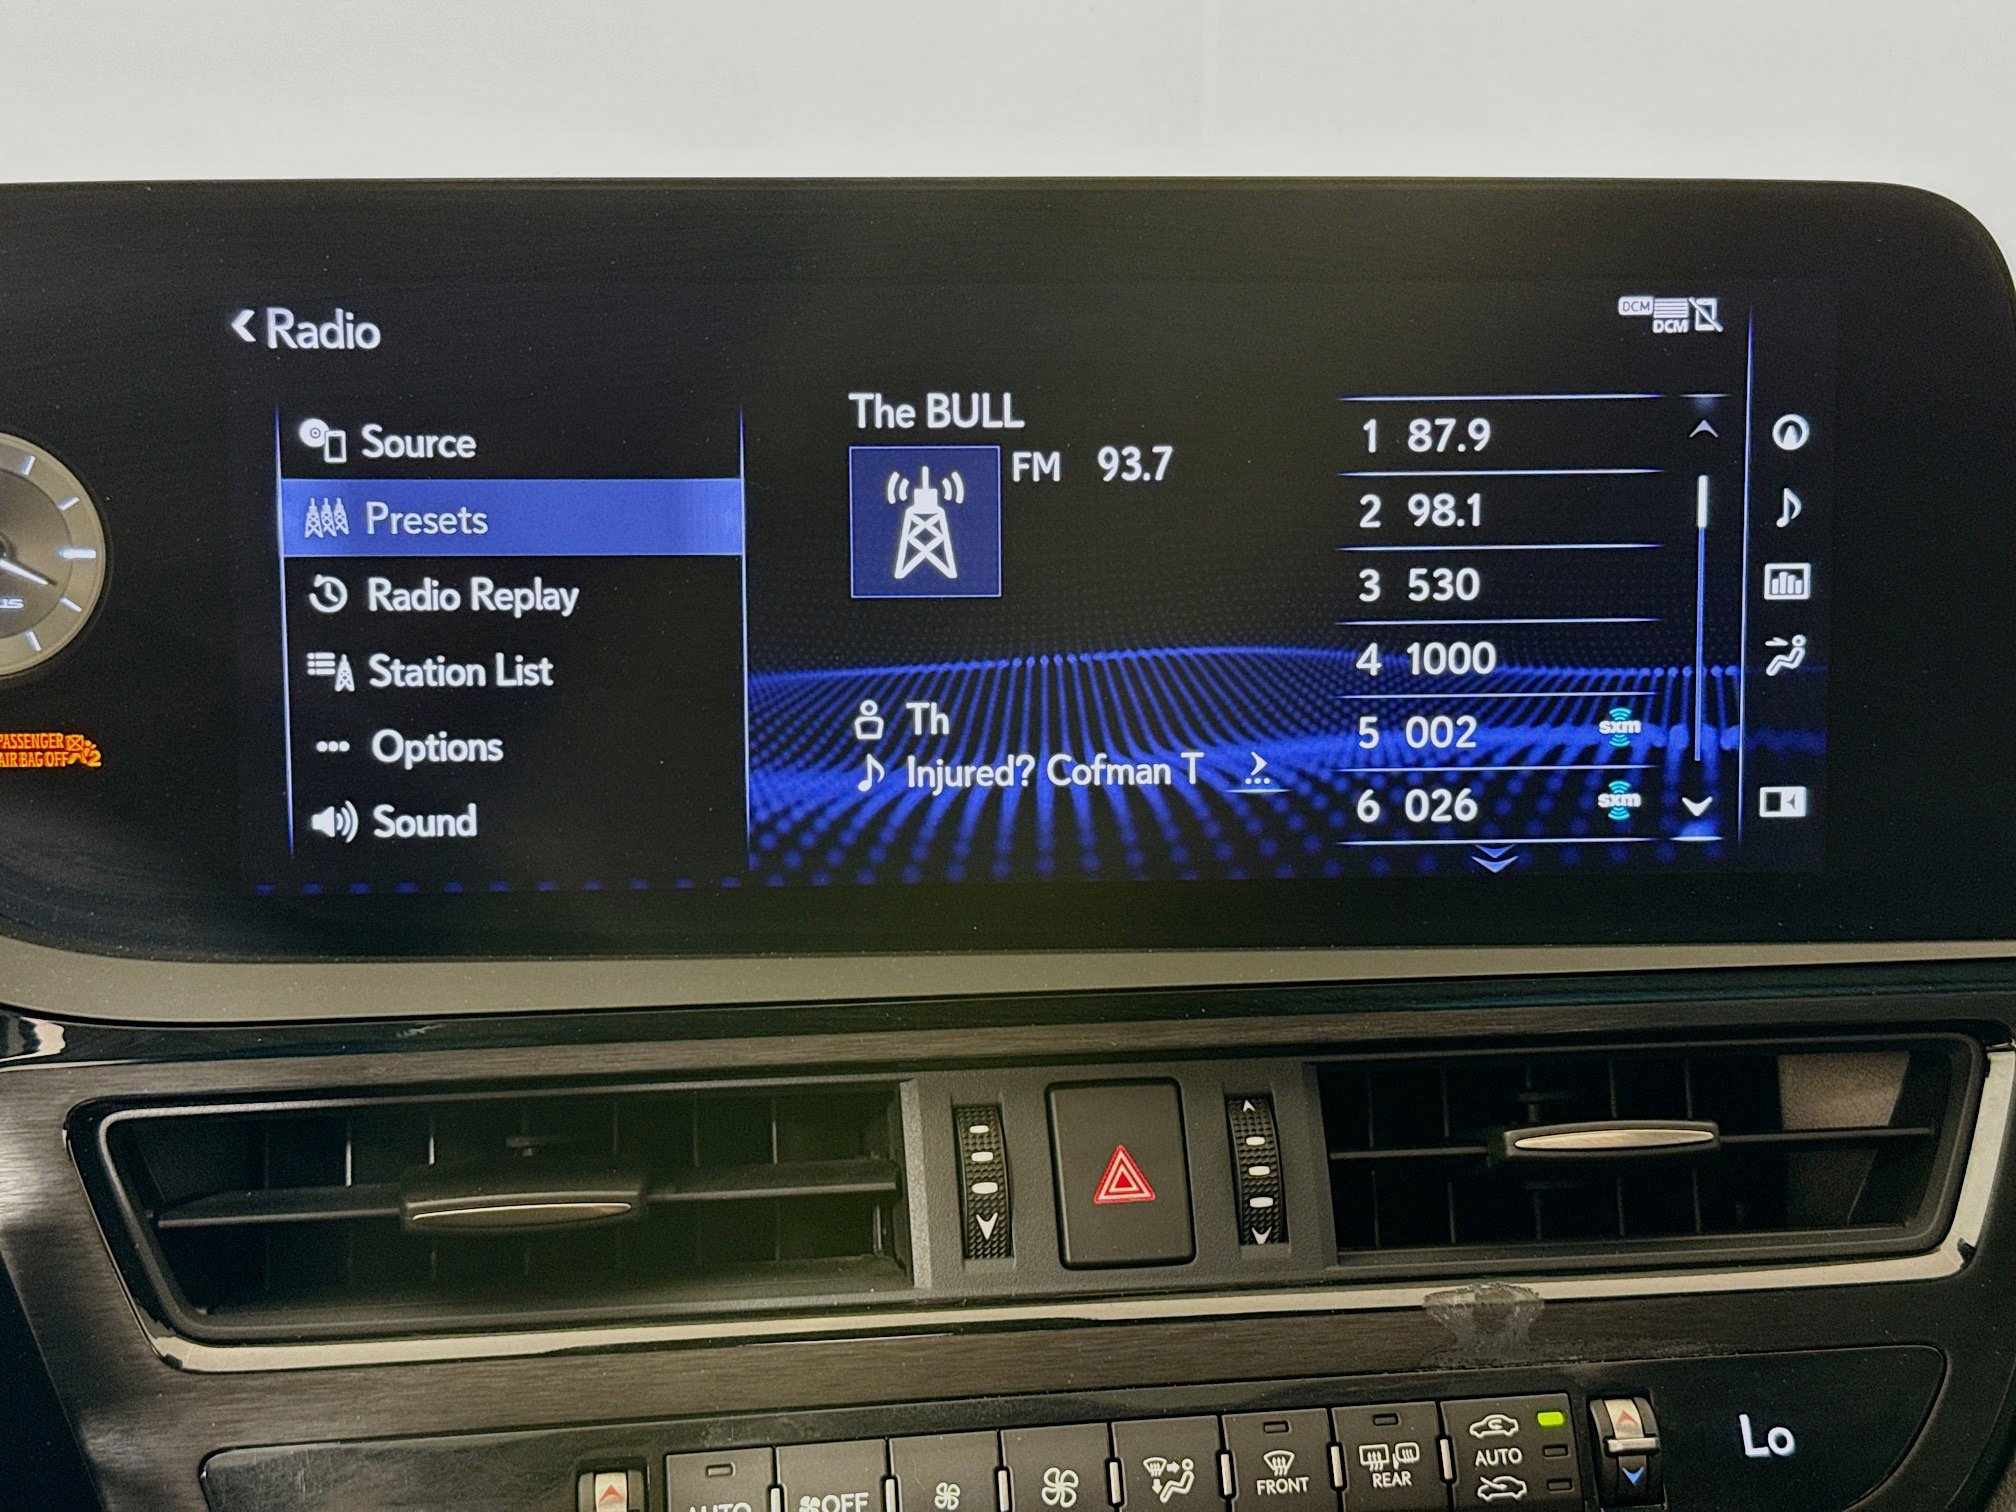 Radio
DCM
DCM
Source
Presets
Radio Replay
Station List
Options
Sound
The BULL
FM 93.7
Th
Injured? Cofman T
1 87.9
2 98.1
3 530
4 1000
5 002 sxm
6 026 sxm
PASSENGER
AIR BAG OFF 2
Lo
AUTO
OFF
FRONT
REAR
AUTO